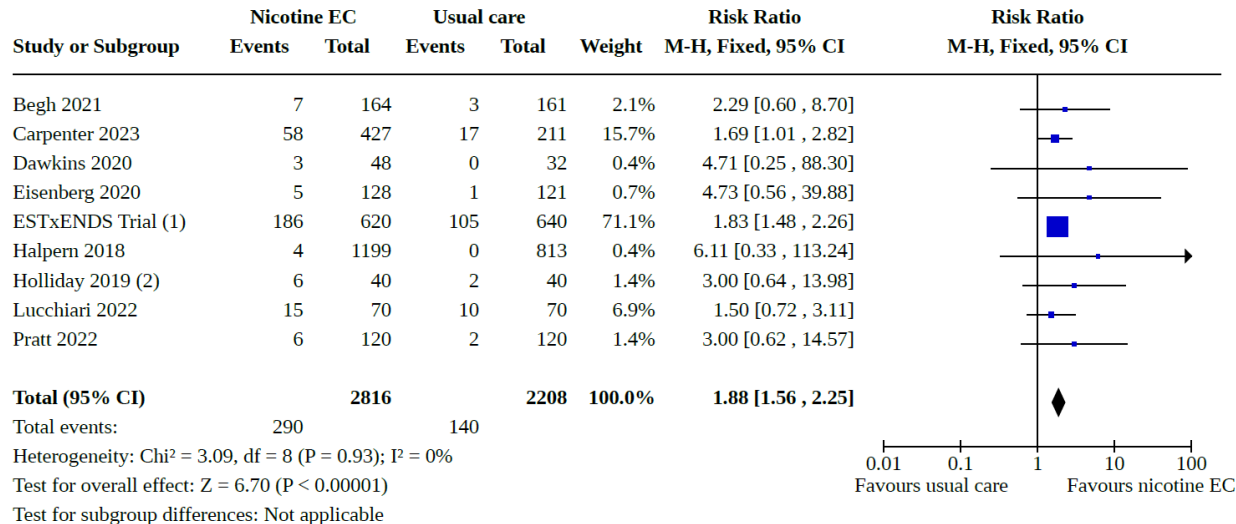 Nicotine EC Usual care Risk Ratio Risk Ratio
Study or Subgroup Events Total Events Total Weight M-H, Fixed, 95% CI M-H, Fixed, 95% CI
Begh 2021 7 164 3 161 2.1% 2.29 [0.60 , 8.70]
Carpenter 2023 58 427 17 211 15.7% 1.69 [1.01 , 2.82]
Dawkins 2020 3 48 0 32 0.4% 4.71 [0.25 , 88.30]
Eisenberg 2020 5 128 1 121 0.7% 4.73 [0.56 , 39.88]
ESTxENDS Trial (1) 186 620 105 640 71.1% 1.83 [1.48 , 2.26]
Halpern 2018 4 1199 0 813 0.4% 6.11 [0.33 , 113.24]
Holliday 2019 (2) 6 40 2 40 1.4% 3.00 [0.64 , 13.98]
Lucchiari 2022 15 70 10 70 6.9% 1.50 [0.72 , 3.11]
Pratt 2022 6 120 2 120 1.4% 3.00 [0.62 , 14.57]
Total (95% CI) 2816 2208 100.0% 1.88 [1.56 , 2.25]
Total events: 290 140
Heterogeneity: Chi² = 3.09, df = 8 (P = 0.93); I² = 0%
0.01 0.1 1 10 100
Test for overall effect: Z = 6.70 (P < 0.00001)
Favours usual care Favours nicotine EC
Test for subgroup differences: Not applicable